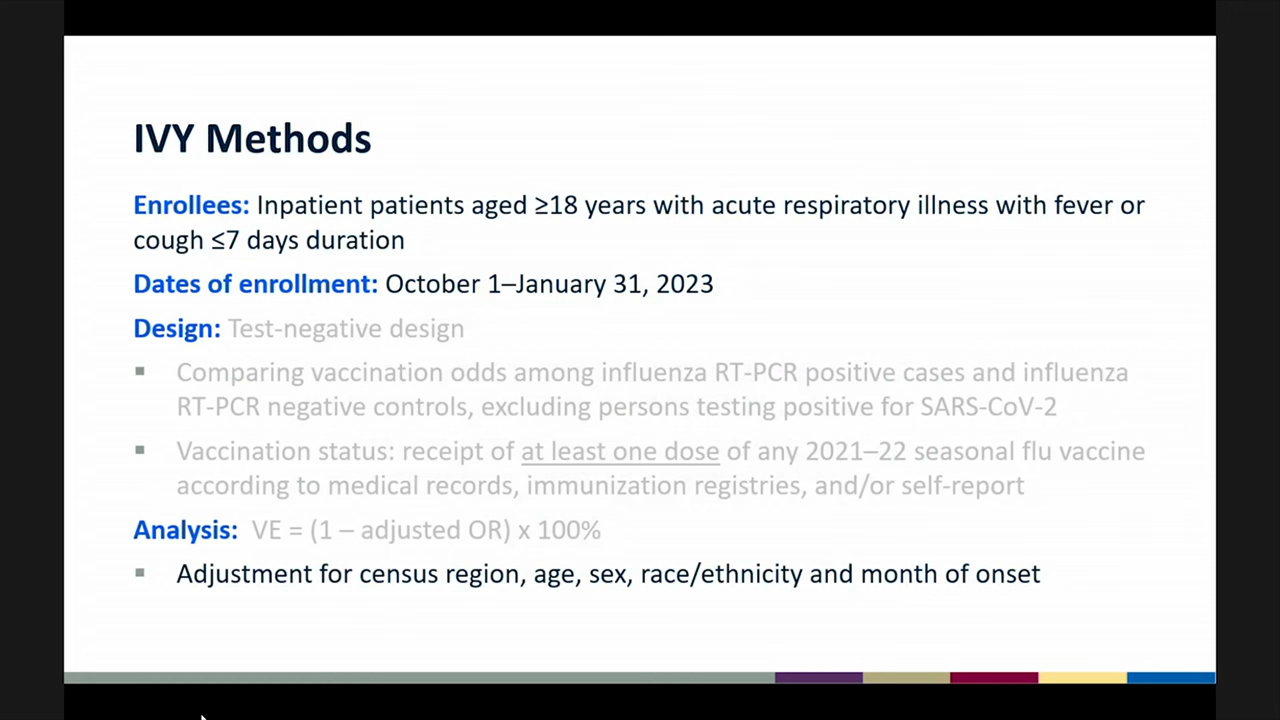 IVY Methods
Enrollees: Inpatient patients aged ≥18 years with acute respiratory illness with fever or
cough ≤7 days duration
Dates of enrollment: October 1–January 31, 2023
Design: Test-negative design
▪ Comparing vaccination odds among influenza RT-PCR positive cases and influenza
RT-PCR negative controls, excluding persons testing positive for SARS-CoV-2
▪ Vaccination status: receipt of at least one dose of any 2021–22 seasonal flu vaccine
according to medical records, immunization registries, and/or self-report
Analysis: VE = (1 – adjusted OR) x 100%
▪ Adjustment for census region, age, sex, race/ethnicity and month of onset